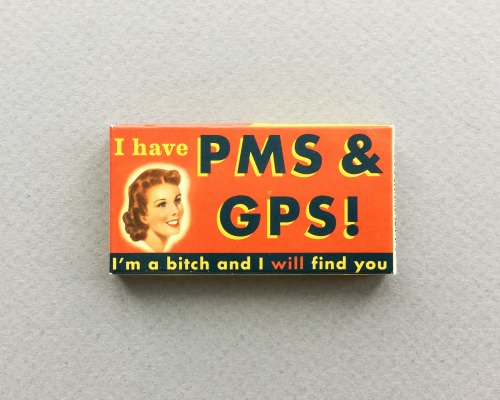 I have PMS &
GPS!
I'm a bitch and I will find you